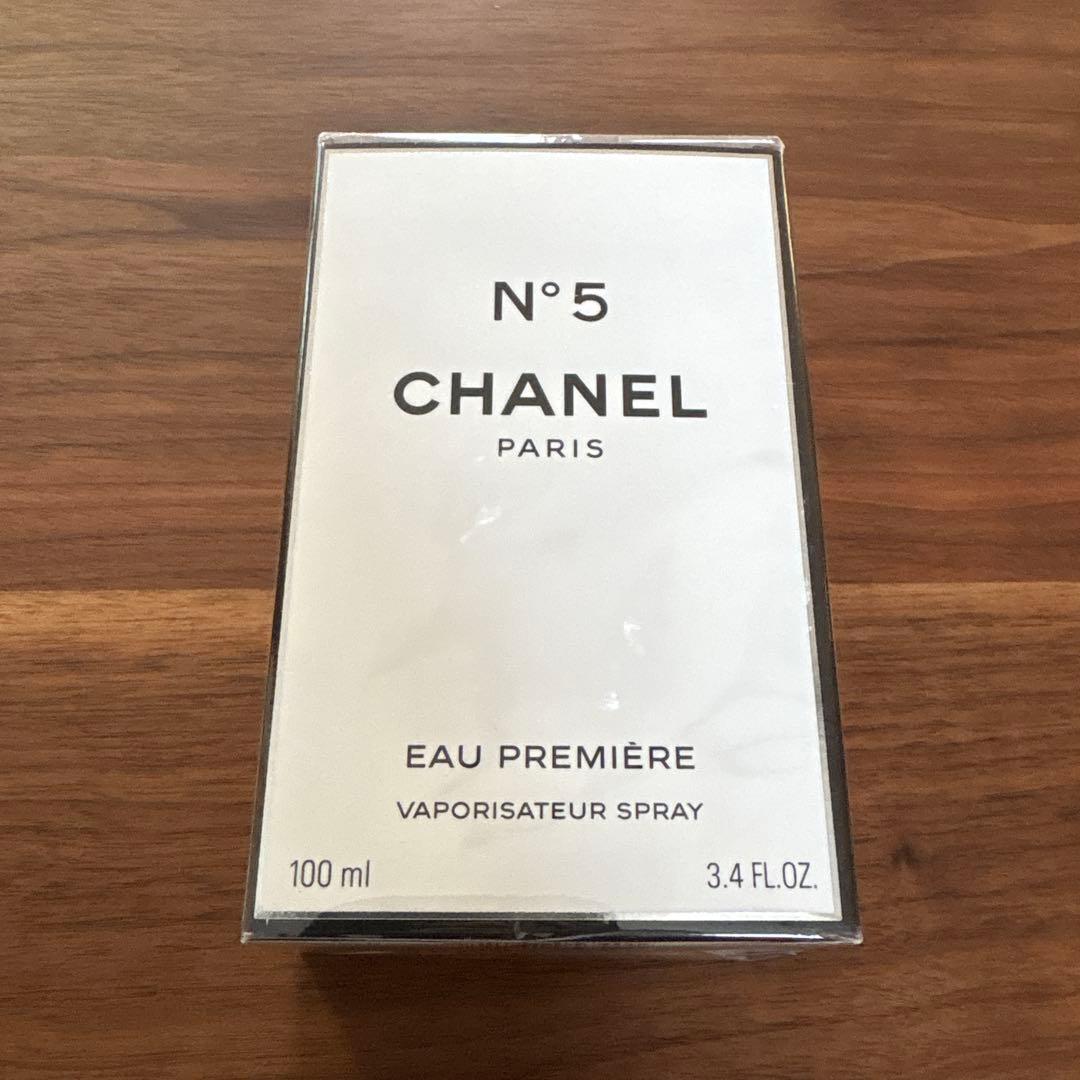 N°5
CHANEL
PARIS
EAU PREMIÈRE
VAPORISATEUR SPRAY
100 ml 3.4 FL.OZ.